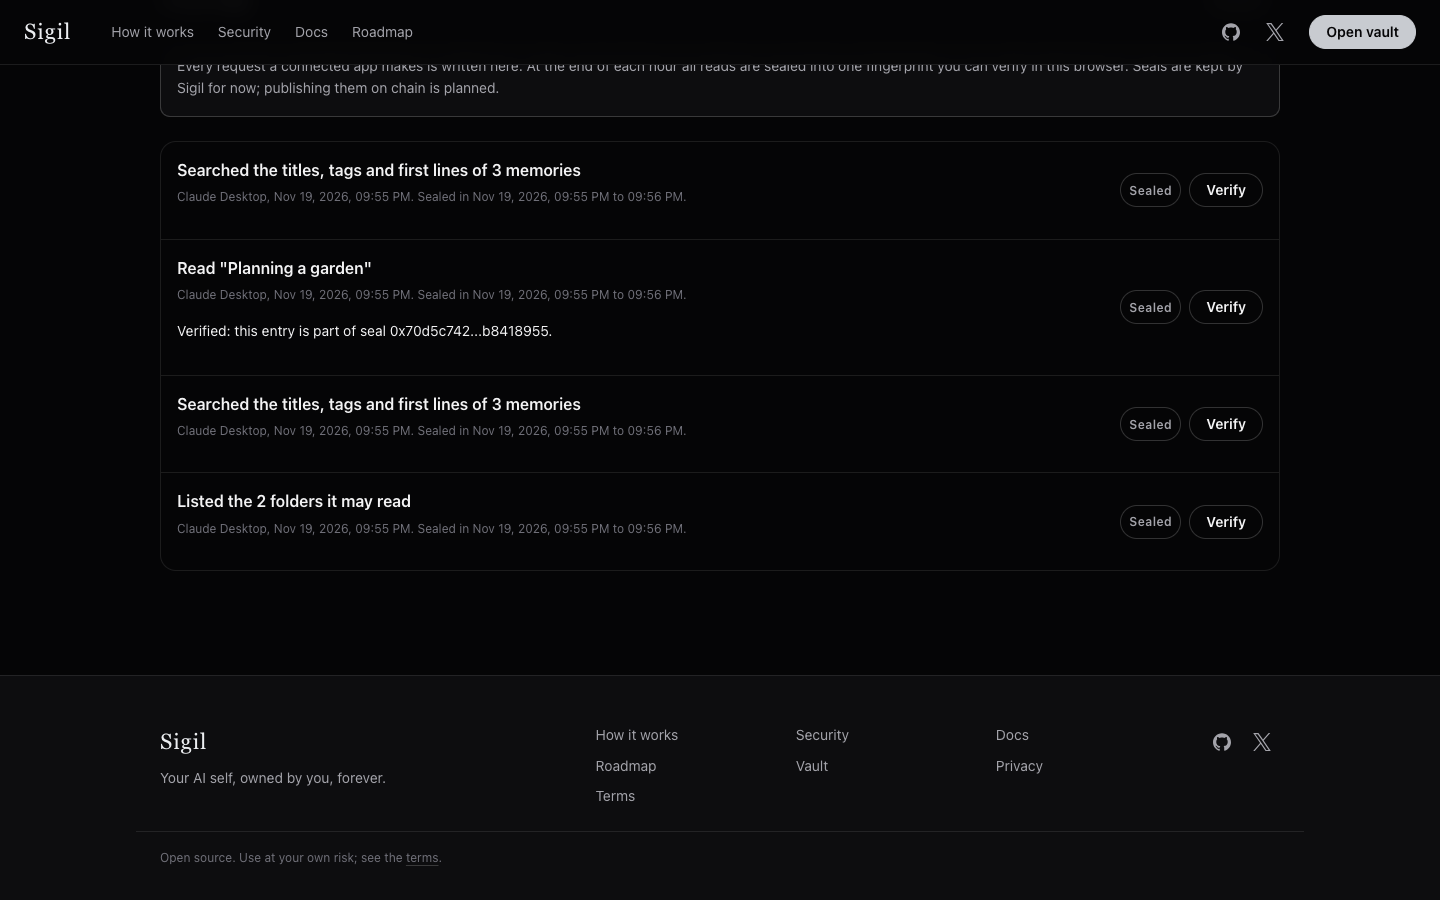 Sigil
How it works
Security
Docs
Roadmap
Open vault
Every request a connected app makes is written here. At the end of each hour all reads are sealed into one fingerprint you can verify in this browser. Seals are kept by
Sigil for now; publishing them on chain is planned.
Searched the titles, tags and first lines of 3 memories
Claude Desktop, Nov 19, 2026, 09:55 PM. Sealed in Nov 19, 2026, 09:55 PM to 09:56 PM.
Sealed
Verify
Read "Planning a garden"
Claude Desktop, Nov 19, 2026, 09:55 PM. Sealed in Nov 19, 2026, 09:55 PM to 09:56 PM.
Verified: this entry is part of seal 0x70d5c742...b8418955.
Sealed
Verify
Searched the titles, tags and first lines of 3 memories
Claude Desktop, Nov 19, 2026, 09:55 PM. Sealed in Nov 19, 2026, 09:55 PM to 09:56 PM.
Sealed
Verify
Listed the 2 folders it may read
Claude Desktop, Nov 19, 2026, 09:55 PM. Sealed in Nov 19, 2026, 09:55 PM to 09:56 PM.
Sealed
Verify
Sigil
Your AI self, owned by you, forever.
How it works
Security
Docs
Roadmap
Vault
Privacy
Terms
Open source. Use at your own risk; see the terms.